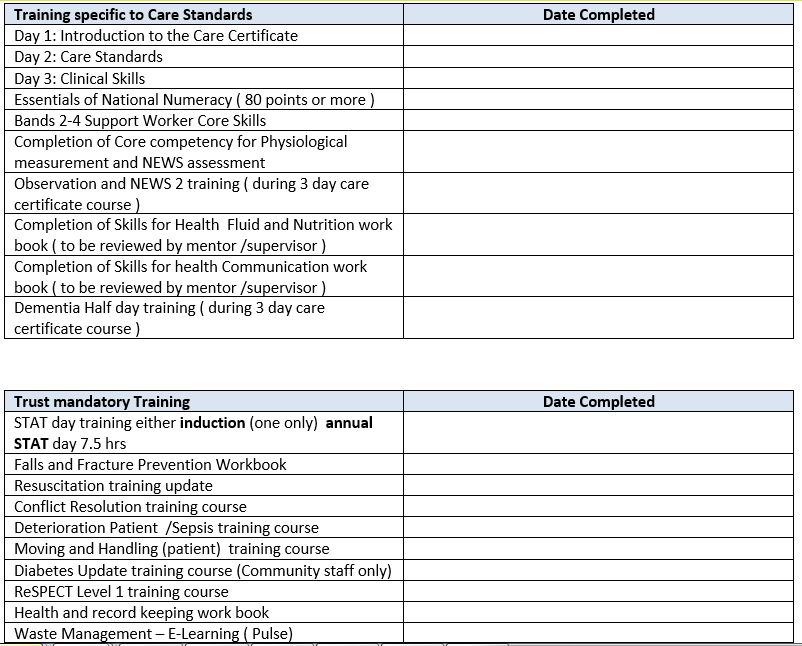 Training specific to Care Standards Date Completed
Day 1: Introduction to the Care Certificate
Day 2: Care Standards
Day 3: Clinical Skills
Essentials of National Numeracy ( 80 points or more )
Bands 2-4 Support Worker Core Skills
Completion of Core competency for Physiological
measurement and NEWS assessment
Observation and NEWS 2 training ( during 3 day care
certificate course )
Completion of Skills for Health  Fluid and Nutrition work
book ( to be reviewed by mentor /supervisor )
Completion of Skills for health Communication work
book ( to be reviewed by mentor /supervisor )
Dementia Half day training ( during 3 day care
certificate course )
Trust mandatory Training Date Completed
STAT day training either induction (one only)  annual
STAT day 7.5 hrs
Falls and Fracture Prevention Workbook
Resuscitation training update
Conflict Resolution training course
Deterioration Patient  /Sepsis training course
Moving and Handling (patient)  training course
Diabetes Update training course (Community staff only)
ReSPECT Level 1 training course
Health and record keeping work book
Waste Management – E-Learning ( Pulse)